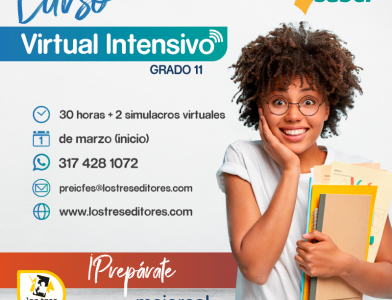 Curso
Virtual Intensivo
GRADO 11
30 horas + 2 simulacros virtuales
1
de marzo (inicio)
317 428 1072
preicfes@lostreseditores.com
www.lostreseditores.com
¡Prepárate